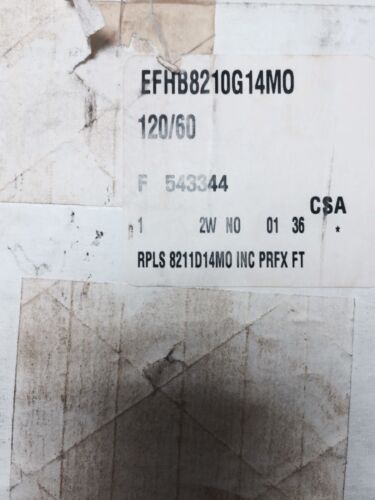 EFHB8210G14MO
120/60
F 543344
CSA
1 2W NO 01 36 *
RPLS 8211D14MO INC PRFX FT